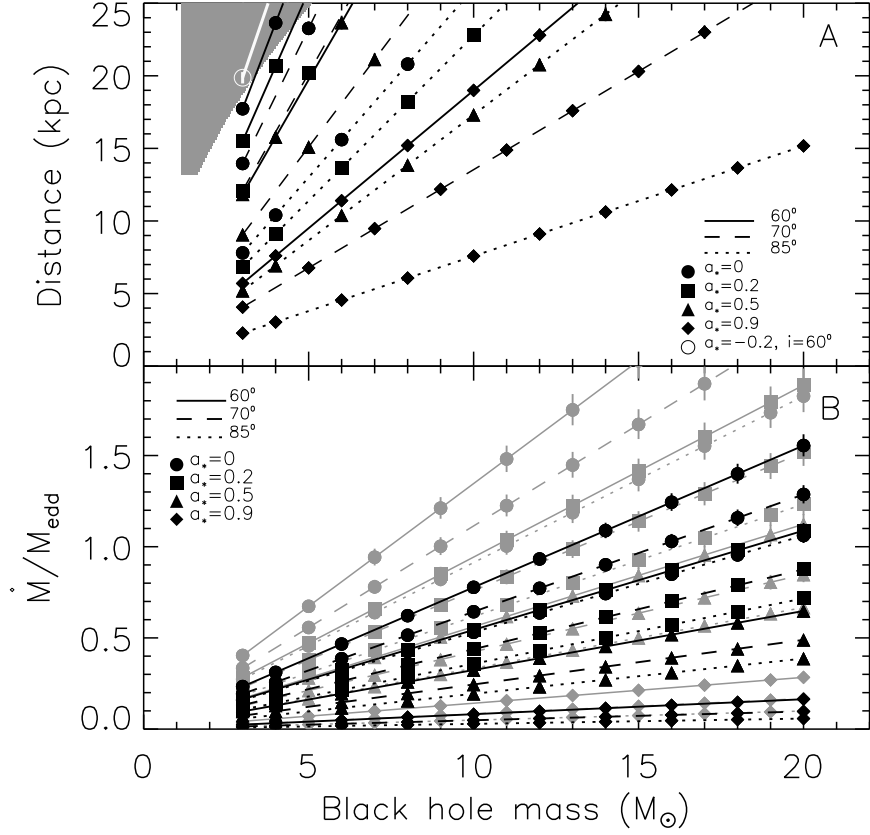 25
A
20
15
10
5
0
Distance (kpc)
60°
70°
85°
a*=0
a*=0.2
a*=0.5
a*=0.9
a*=−0.2, i=60°
B
60°
70°
85°
a*=0
a*=0.2
a*=0.5
a*=0.9
1.5
1.0
0.5
0.0
Ṁ/M_edd
0 5 10 15 20
Black hole mass (M☉)